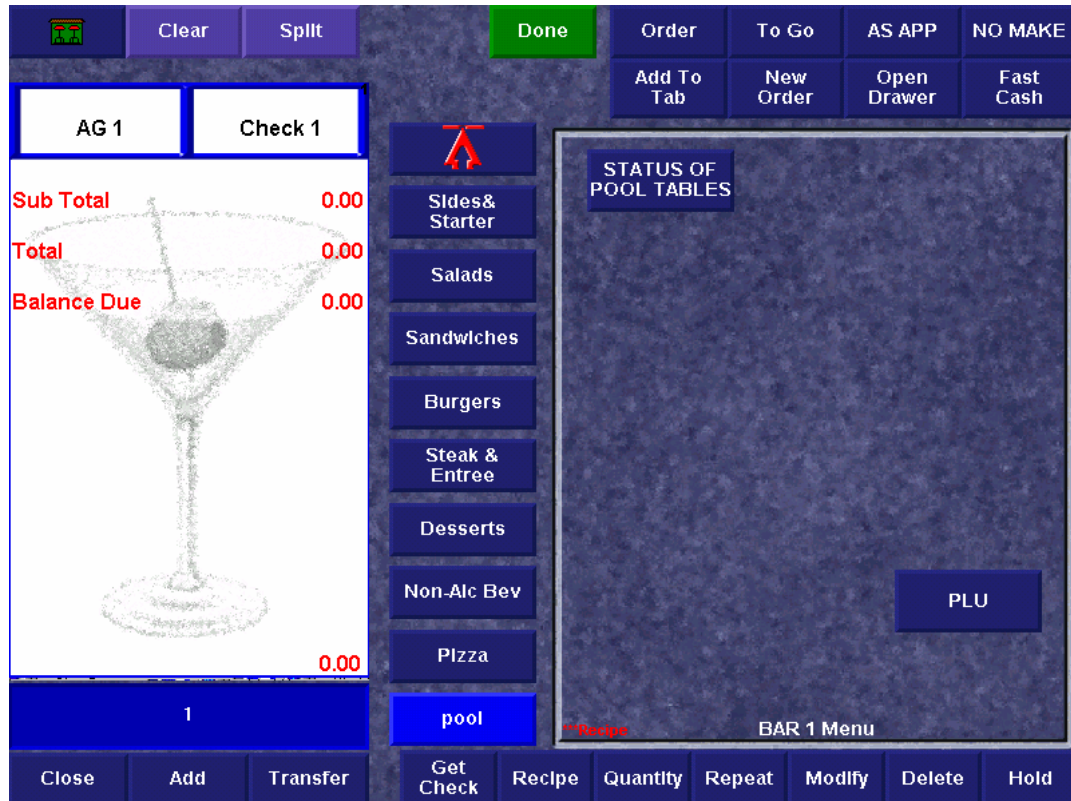 Clear
Split
Done
Order
To Go
AS APP
NO MAKE
Add To
Tab
New
Order
Open
Drawer
Fast
Cash
AG 1
Check 1
Sub Total 0.00
Total 0.00
Balance Due 0.00
0.00
1
Sides&
Starter
Salads
Sandwiches
Burgers
Steak &
Entree
Desserts
Non-Alc Bev
Pizza
pool
STATUS OF
POOL TABLES
PLU
***Recipe
BAR 1 Menu
Close
Add
Transfer
Get
Check
Recipe
Quantity
Repeat
Modify
Delete
Hold